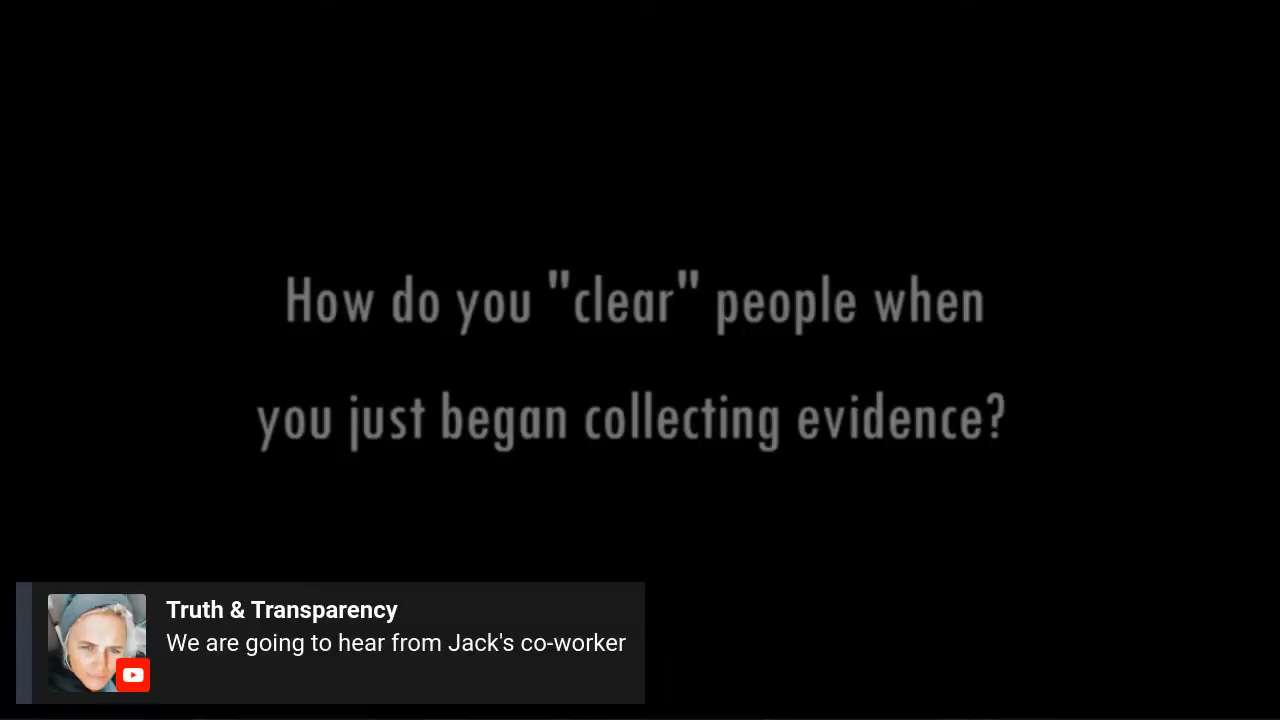 How do you "clear" people when
you just began collecting evidence?
Truth & Transparency
We are going to hear from Jack's co-worker